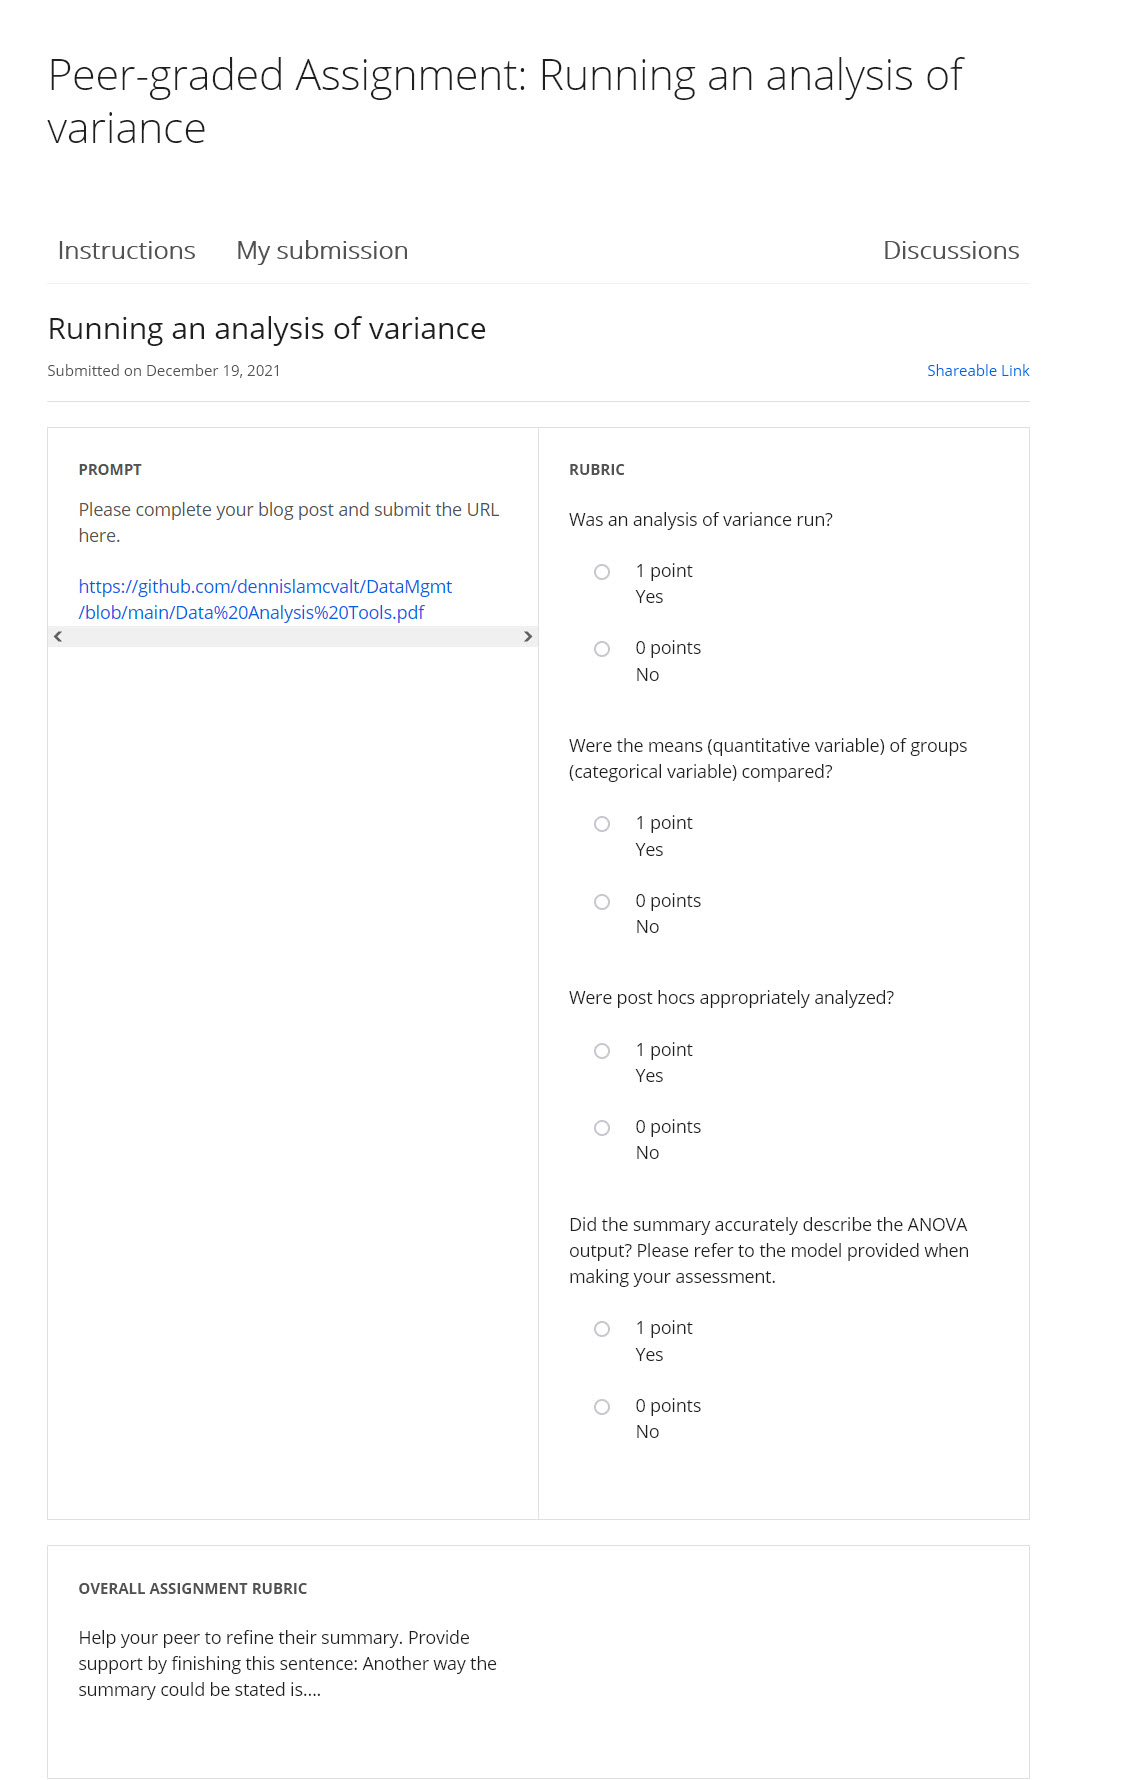 Peer-graded Assignment: Running an analysis of
variance
Instructions My submission Discussions
Running an analysis of variance
Submitted on December 19, 2021 Shareable Link
PROMPT
Please complete your blog post and submit the URL
here.
https://github.com/dennislamcvalt/DataMgmt
/blob/main/Data%20Analysis%20Tools.pdf
RUBRIC
Was an analysis of variance run?
1 point
Yes
0 points
No
Were the means (quantitative variable) of groups
(categorical variable) compared?
1 point
Yes
0 points
No
Were post hocs appropriately analyzed?
1 point
Yes
0 points
No
Did the summary accurately describe the ANOVA
output? Please refer to the model provided when
making your assessment.
1 point
Yes
0 points
No
OVERALL ASSIGNMENT RUBRIC
Help your peer to refine their summary. Provide
support by finishing this sentence: Another way the
summary could be stated is....